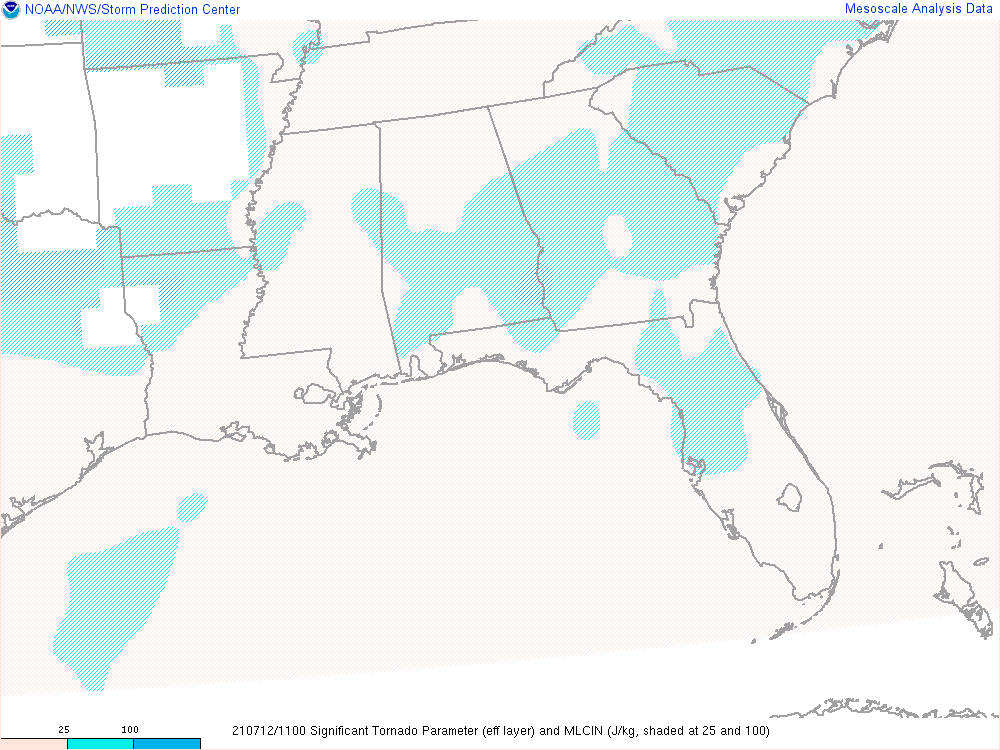 NOAA/NWS/Storm Prediction Center
Mesoscale Analysis Data
25 100
210712/1100 Significant Tornado Parameter (eff layer) and MLCIN (J/kg, shaded at 25 and 100)